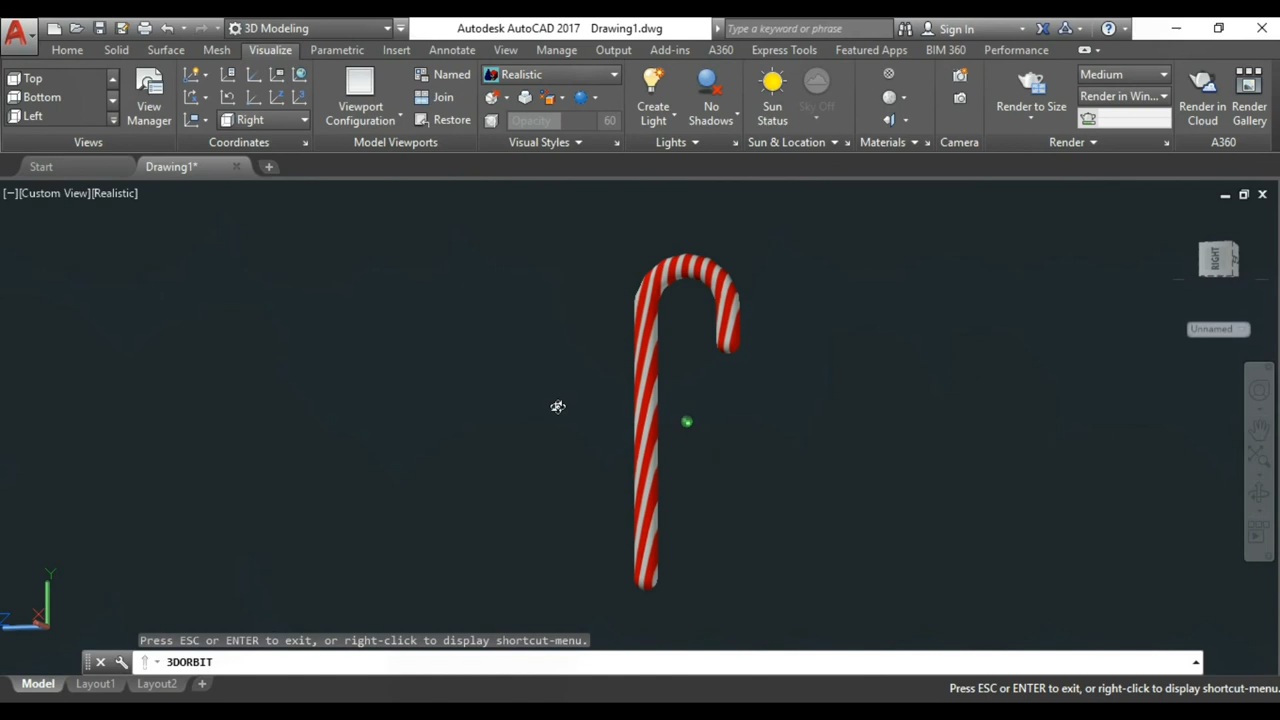 A 3D Modeling Autodesk AutoCAD 2017 Drawing1.dwg Type a keyword or phrase Sign In
Home Solid Surface Mesh Visualize Parametric Insert Annotate View Manage Output Add-ins A360 Express Tools Featured Apps BIM 360 Performance
Top
Bottom
Left
View
Manager
Right
Viewport
Configuration
Named
Join
Restore
Realistic
Opacity 60
Create
Light
No
Shadows
Sun
Status
Sky Off
Render to Size
Medium
Render in Win...
Render in
Cloud
Render
Gallery
Views Coordinates Model Viewports Visual Styles Lights Sun & Location Materials Camera Render A360
Start Drawing1*
[−][Custom View][Realistic]
RIGHT
Unnamed
Y
X
Z
Press ESC or ENTER to exit, or right-click to display shortcut-menu.
3DORBIT
Model Layout1 Layout2
Press ESC or ENTER to exit, or right-click to display shortcut-menu.